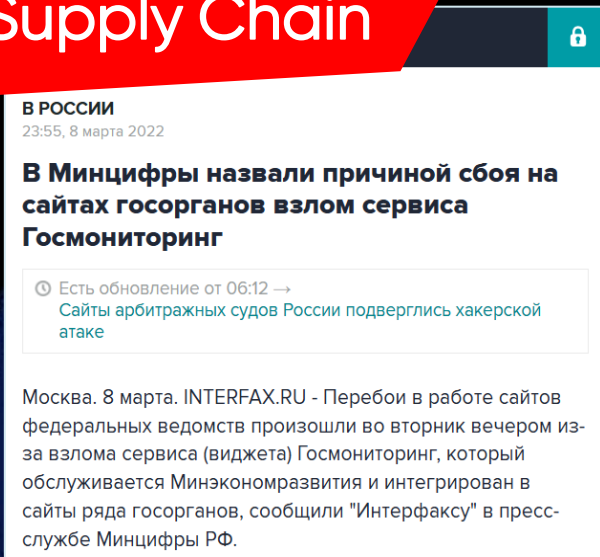 Supply Chain
В РОССИИ
23:55, 8 марта 2022
В Минцифры назвали причиной сбоя на
сайтах госорганов взлом сервиса
Госмониторинг
Есть обновление от 06:12 →
Сайты арбитражных судов России подверглись хакерской
атаке
Москва. 8 марта. INTERFAX.RU - Перебои в работе сайтов
федеральных ведомств произошли во вторник вечером из-
за взлома сервиса (виджета) Госмониторинг, который
обслуживается Минэкономразвития и интегрирован в
сайты ряда госорганов, сообщили "Интерфаксу" в пресс-
службе Минцифры РФ.